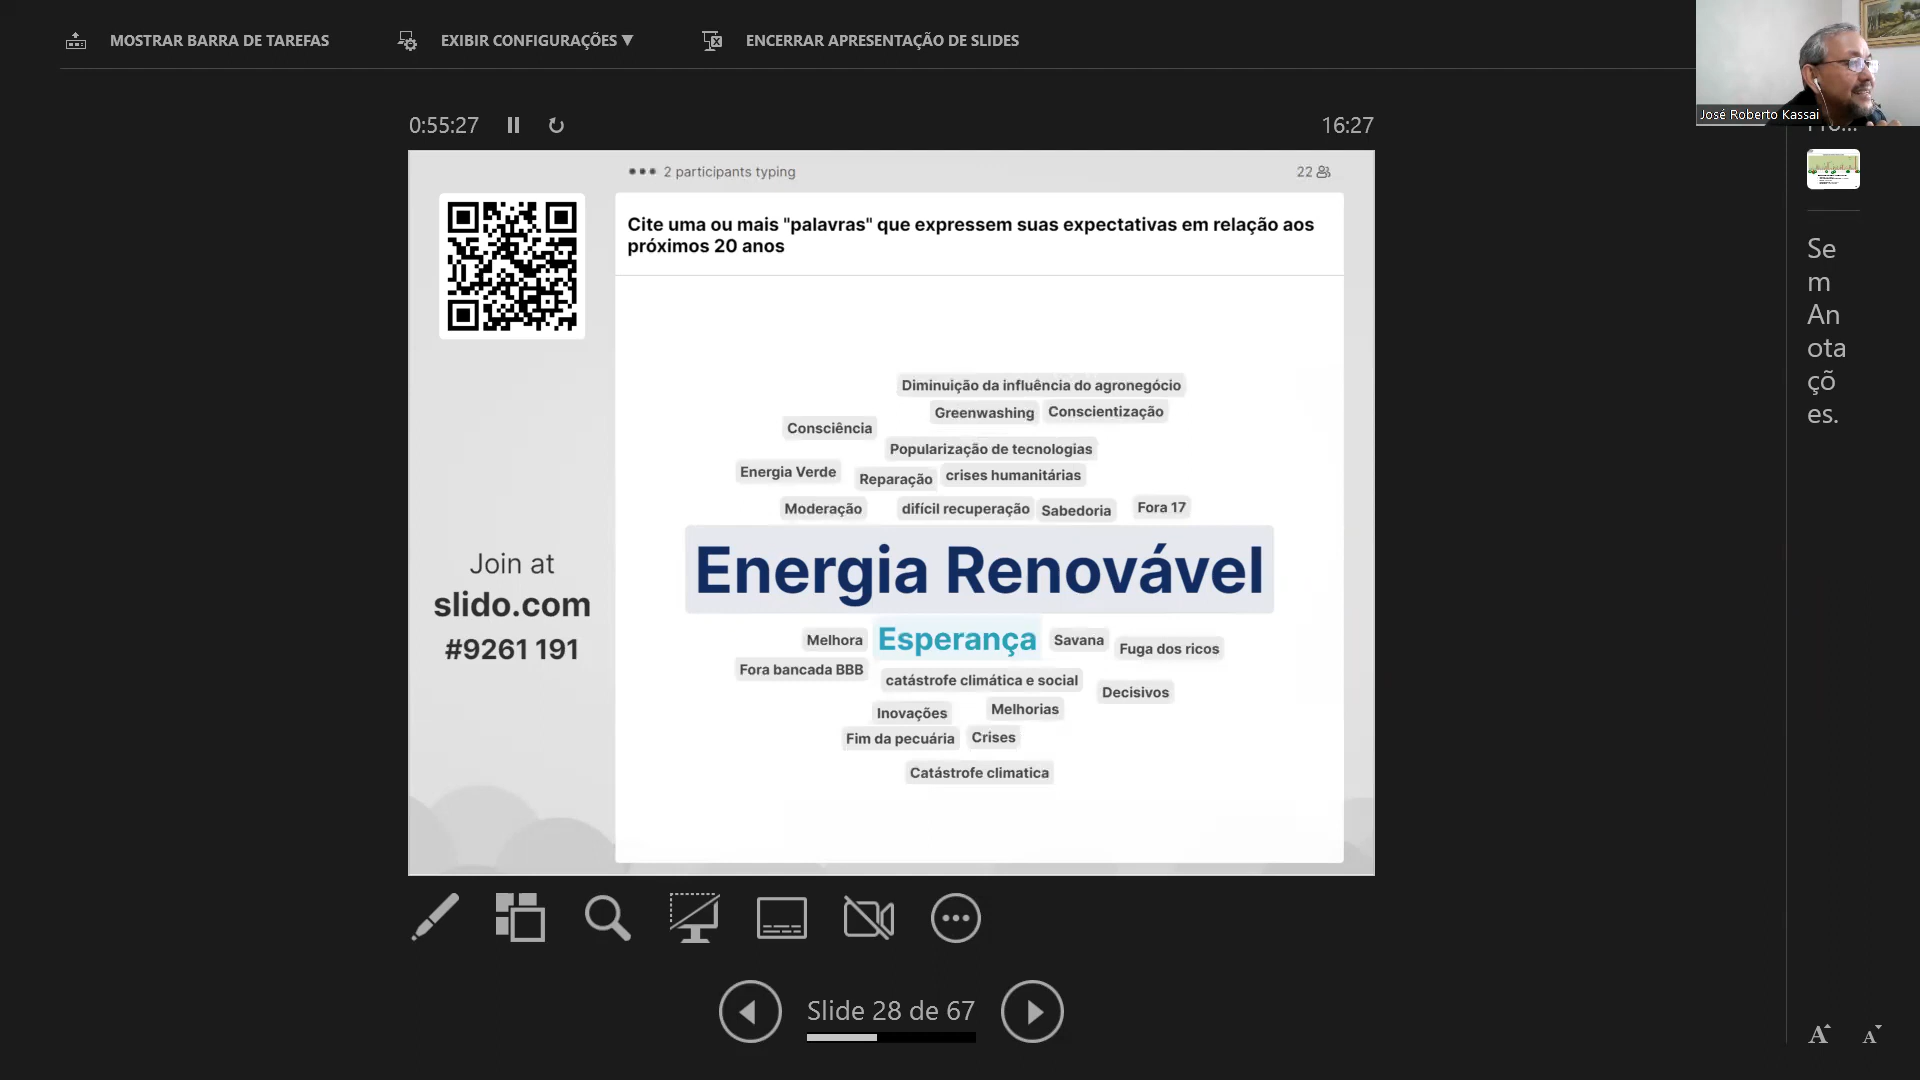 MOSTRAR BARRA DE TAREFAS
EXIBIR CONFIGURAÇÕES ▼
ENCERRAR APRESENTAÇÃO DE SLIDES
José Roberto Kassai
0:55:27
16:27
2 participants typing
22
Cite uma ou mais "palavras" que expressem suas expectativas em relação aos
próximos 20 anos
Diminuição da influência do agronegócio
Greenwashing
Conscientização
Consciência
Popularização de tecnologias
Energia Verde
Reparação
crises humanitárias
Moderação
difícil recuperação
Sabedoria
Fora 17
Energia Renovável
Melhora
Esperança
Savana
Fuga dos ricos
Fora bancada BBB
catástrofe climática e social
Decisivos
Inovações
Melhorias
Fim da pecuária
Crises
Catástrofe climatica
Join at
slido.com
#9261 191
Se
m
An
ota
çõ
es.
Slide 28 de 67
A
A